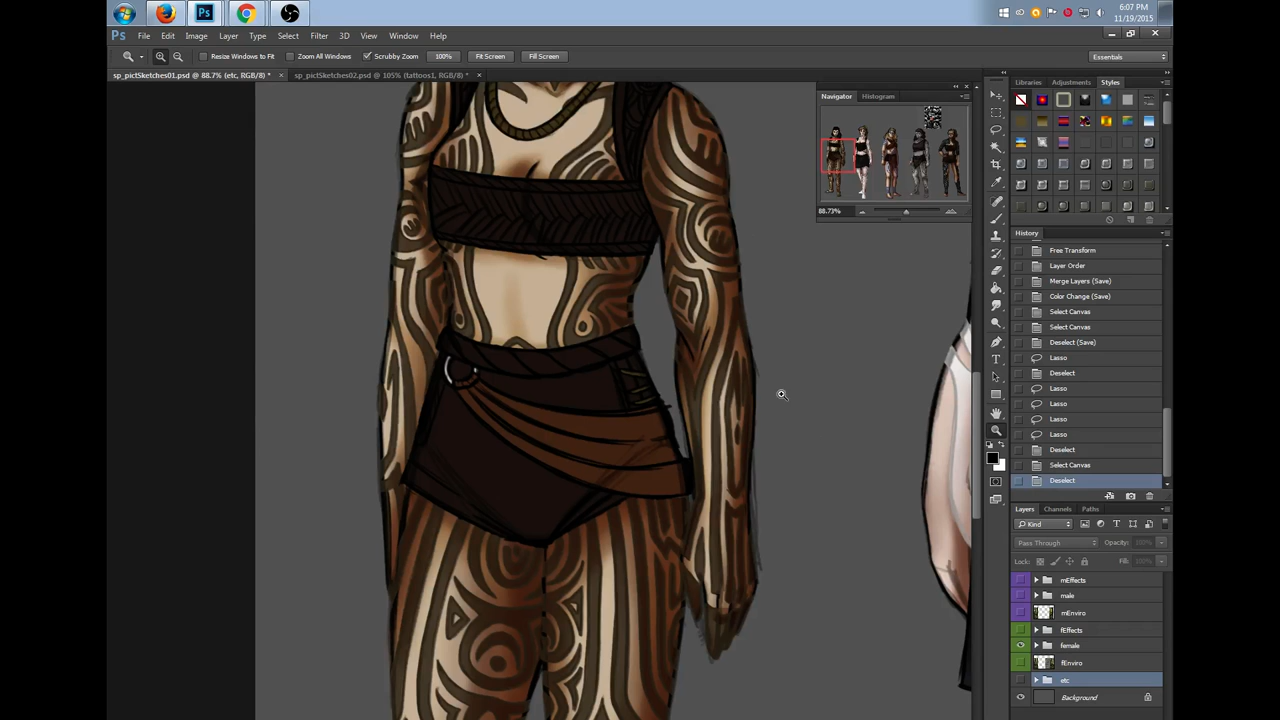 6:07 PM
11/19/2015
Ps File Edit Image Layer Type Select Filter 3D View Window Help
Resize Windows to Fit Zoom All Windows Scrubby Zoom 100% Fit Screen Fill Screen Essentials
sp_pictSketches01.psd @ 88.7% (etc, RGB/8) * × sp_pictSketches02.psd @ 105% (tattoos1, RGB/8) * ×
Libraries Adjustments Styles
Navigator Histogram
88.73%
History
Free Transform
Layer Order
Merge Layers (Save)
Color Change (Save)
Select Canvas
Select Canvas
Deselect (Save)
Lasso
Deselect
Lasso
Lasso
Lasso
Lasso
Deselect
Select Canvas
Deselect
Layers Channels Paths
Kind
Pass Through Opacity: 100%
Lock: Fill: 100%
mEffects
male
mEnviro
fEffects
female
fEnviro
etc
Background